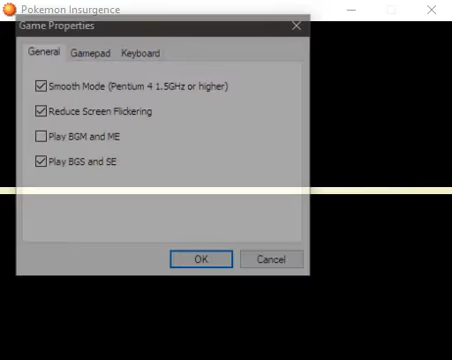 Pokemon Insurgence
Game Properties
General Gamepad Keyboard
Smooth Mode (Pentium 4 1.5GHz or higher)
Reduce Screen Flickering
Play BGM and ME
Play BGS and SE
OK Cancel